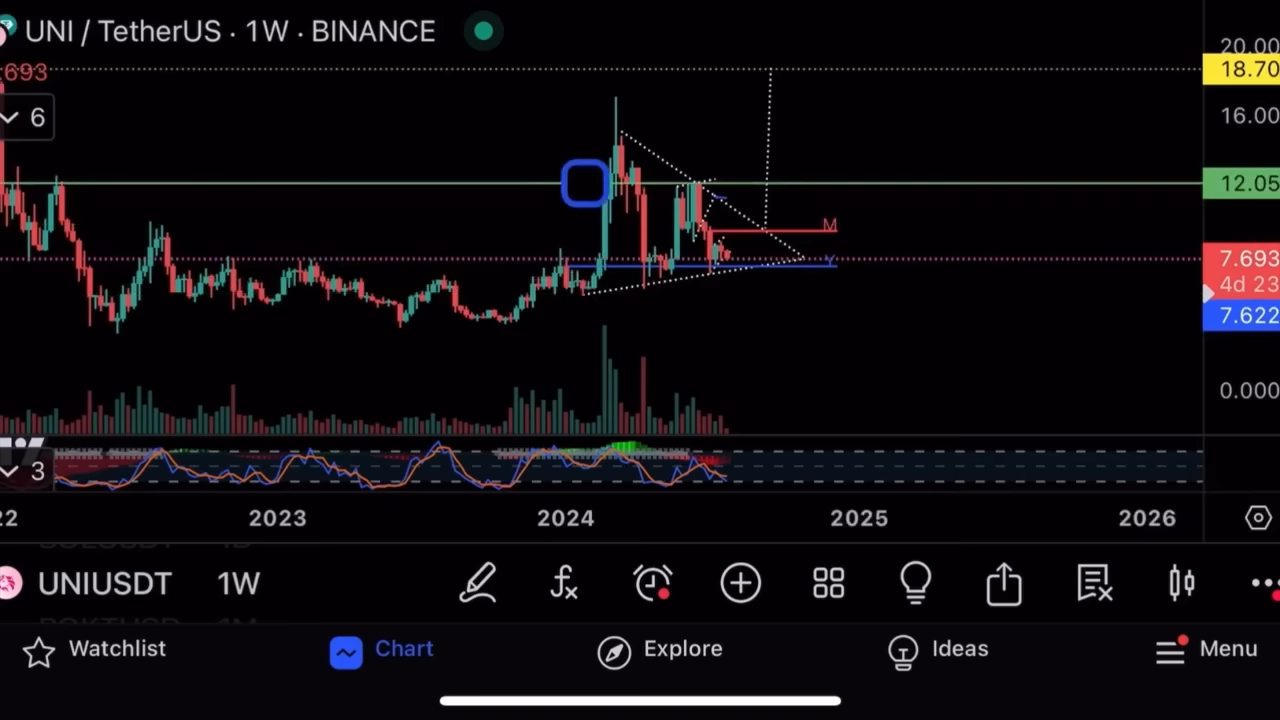 UNI / TetherUS · 1W · BINANCE
20.00
18.70
.693
6
16.00
12.05
M
7.693
Y
4d 23
7.622
0.000
3
22
2023
2024
2025
2026
UNIUSDT 1W
Watchlist
Chart
Explore
Ideas
Menu